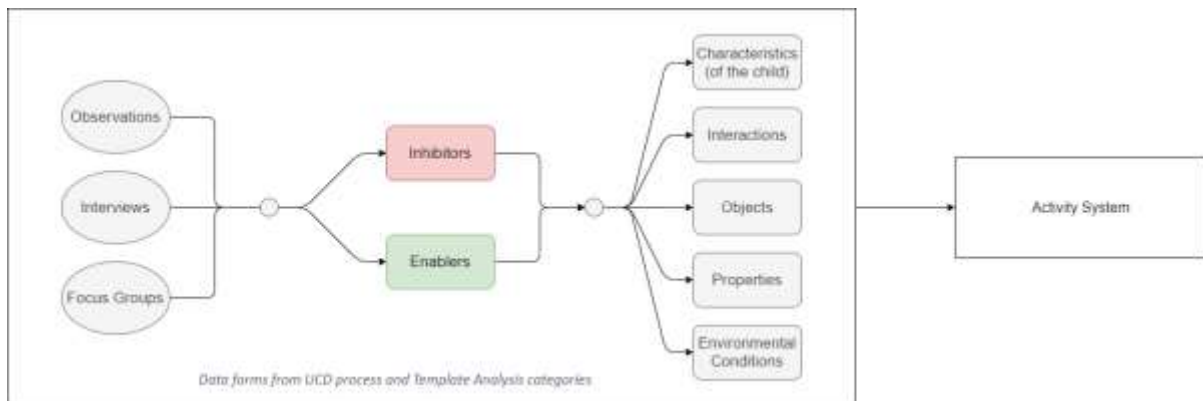 Observations
Interviews
Focus Groups
Inhibitors
Enablers
Characteristics
(of the child)
Interactions
Objects
Properties
Environmental
Conditions
Activity System
Data forms from UCD process and Template Analysis categories